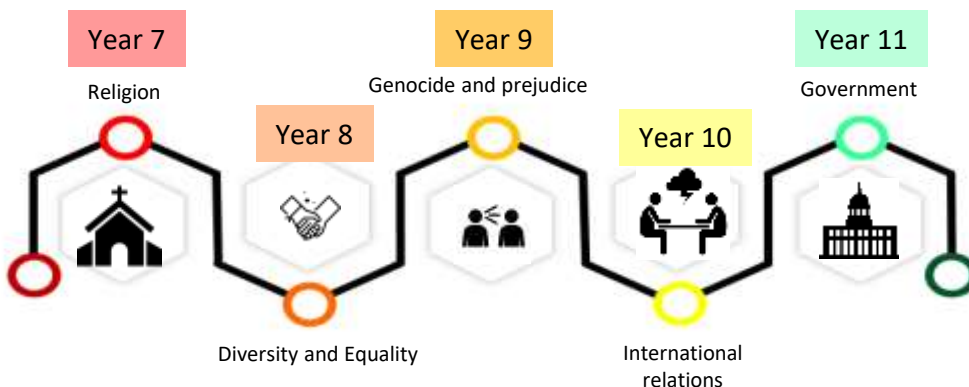 Year 7
Religion
Year 8
Diversity and Equality
Year 9
Genocide and prejudice
Year 10
International
relations
Year 11
Government